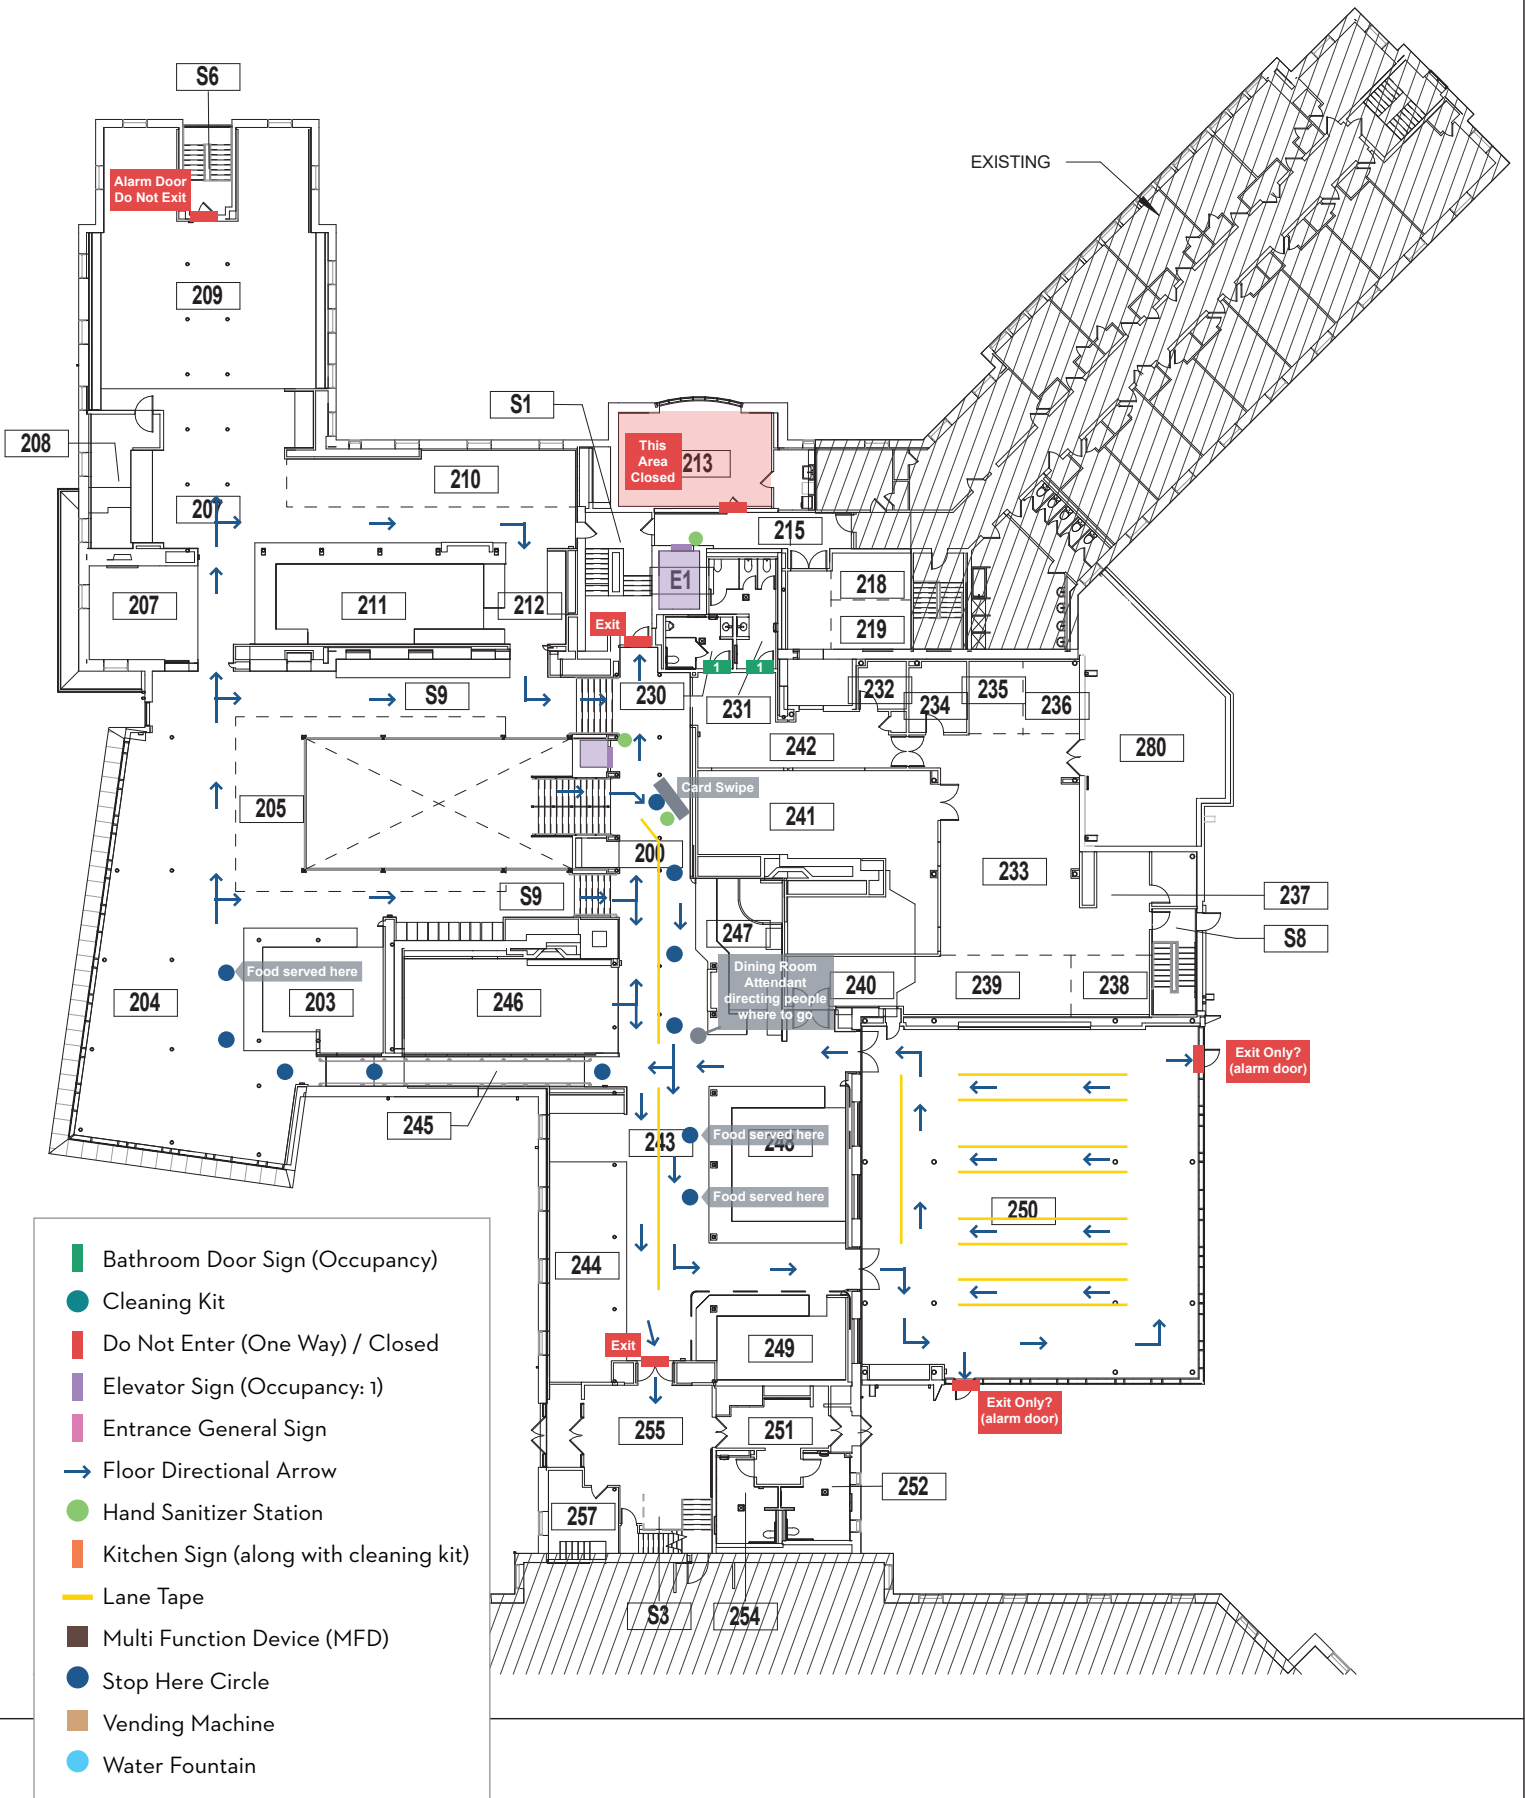 S6
EXISTING
Alarm Door
Do Not Exit
209
S1
208
This
Area
Closed
213
210
207
215
E1
218
219
207
211
212
Exit
1
1
230
231
232
234
235
236
S9
242
280
Card Swipe
205
241
200
233
237
S9
247
S8
Food served here
204
203
246
Dining Room
Attendant
directing people
where to go
240
239
238
Exit Only?
(alarm door)
245
243
Food served here
248
Food served here
250
244
Exit
249
Exit Only?
(alarm door)
255
251
252
257
S3
254
Bathroom Door Sign (Occupancy)
Cleaning Kit
Do Not Enter (One Way) / Closed
Elevator Sign (Occupancy: 1)
Entrance General Sign
Floor Directional Arrow
Hand Sanitizer Station
Kitchen Sign (along with cleaning kit)
Lane Tape
Multi Function Device (MFD)
Stop Here Circle
Vending Machine
Water Fountain